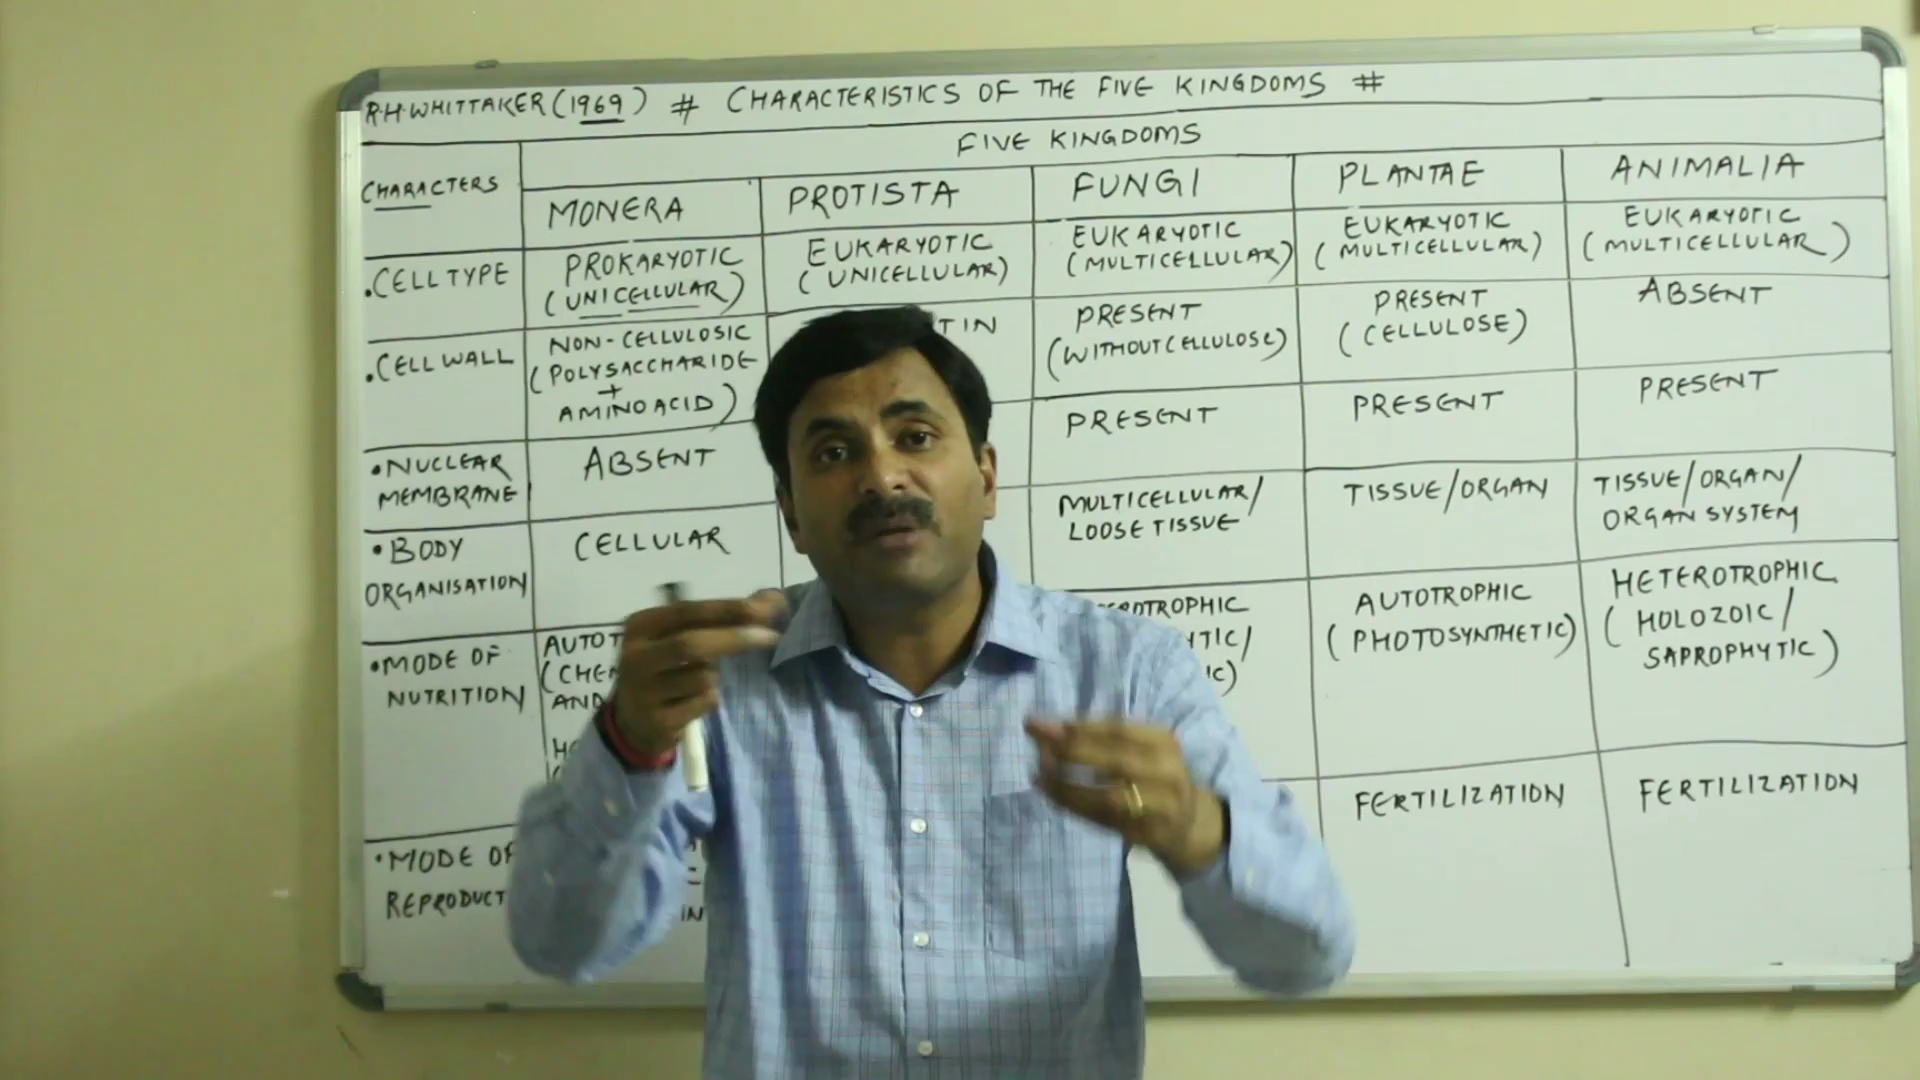 R.H. WHITTAKER (1969) # CHARACTERISTICS OF THE FIVE KINGDOMS #
FIVE KINGDOMS
CHARACTERS
MONERA
PROTISTA
FUNGI
PLANTAE
ANIMALIA
•CELL TYPE
PROKARYOTIC
(UNICELLULAR)
EUKARYOTIC
(UNICELLULAR)
EUKARYOTIC
(MULTICELLULAR)
EUKARYOTIC
(MULTICELLULAR)
EUKARYOTIC
(MULTICELLULAR)
•CELL WALL
NON-CELLULOSIC
(POLYSACCHARIDE
+
AMINO ACID)
IN
PRESENT
(WITHOUT CELLULOSE)
PRESENT
(CELLULOSE)
ABSENT
•NUCLEAR
MEMBRANE
ABSENT
PRESENT
PRESENT
PRESENT
•BODY
ORGANISATION
CELLULAR
MULTICELLULAR/
LOOSE TISSUE
TISSUE/ORGAN
TISSUE/ORGAN/
ORGAN SYSTEM
•MODE OF
NUTRITION
AND
AUTOTROPHIC
(PHOTOSYNTHETIC)
HETEROTROPHIC
(HOLOZOIC/
SAPROPHYTIC)
•MODE OF
FERTILIZATION
FERTILIZATION